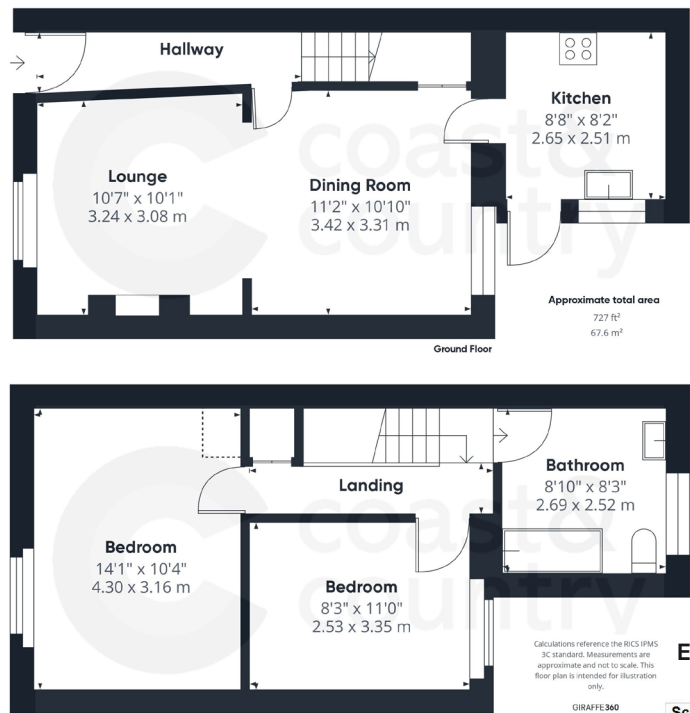 Hallway
Kitchen
8'8" x 8'2"
2.65 x 2.51 m
Lounge
10'7" x 10'1"
3.24 x 3.08 m
Dining Room
11'2" x 10'10"
3.42 x 3.31 m
coast&
country
Approximate total area
727 ft²
67.6 m²
Ground Floor
Landing
Bathroom
8'10" x 8'3"
2.69 x 2.52 m
Bedroom
14'1" x 10'4"
4.30 x 3.16 m
Bedroom
8'3" x 11'0"
2.53 x 3.35 m
coast&
country
Calculations reference the RICS IPMS
3C standard. Measurements are
approximate and not to scale. This
floor plan is intended for illustration
only.
GIRAFFE360
E